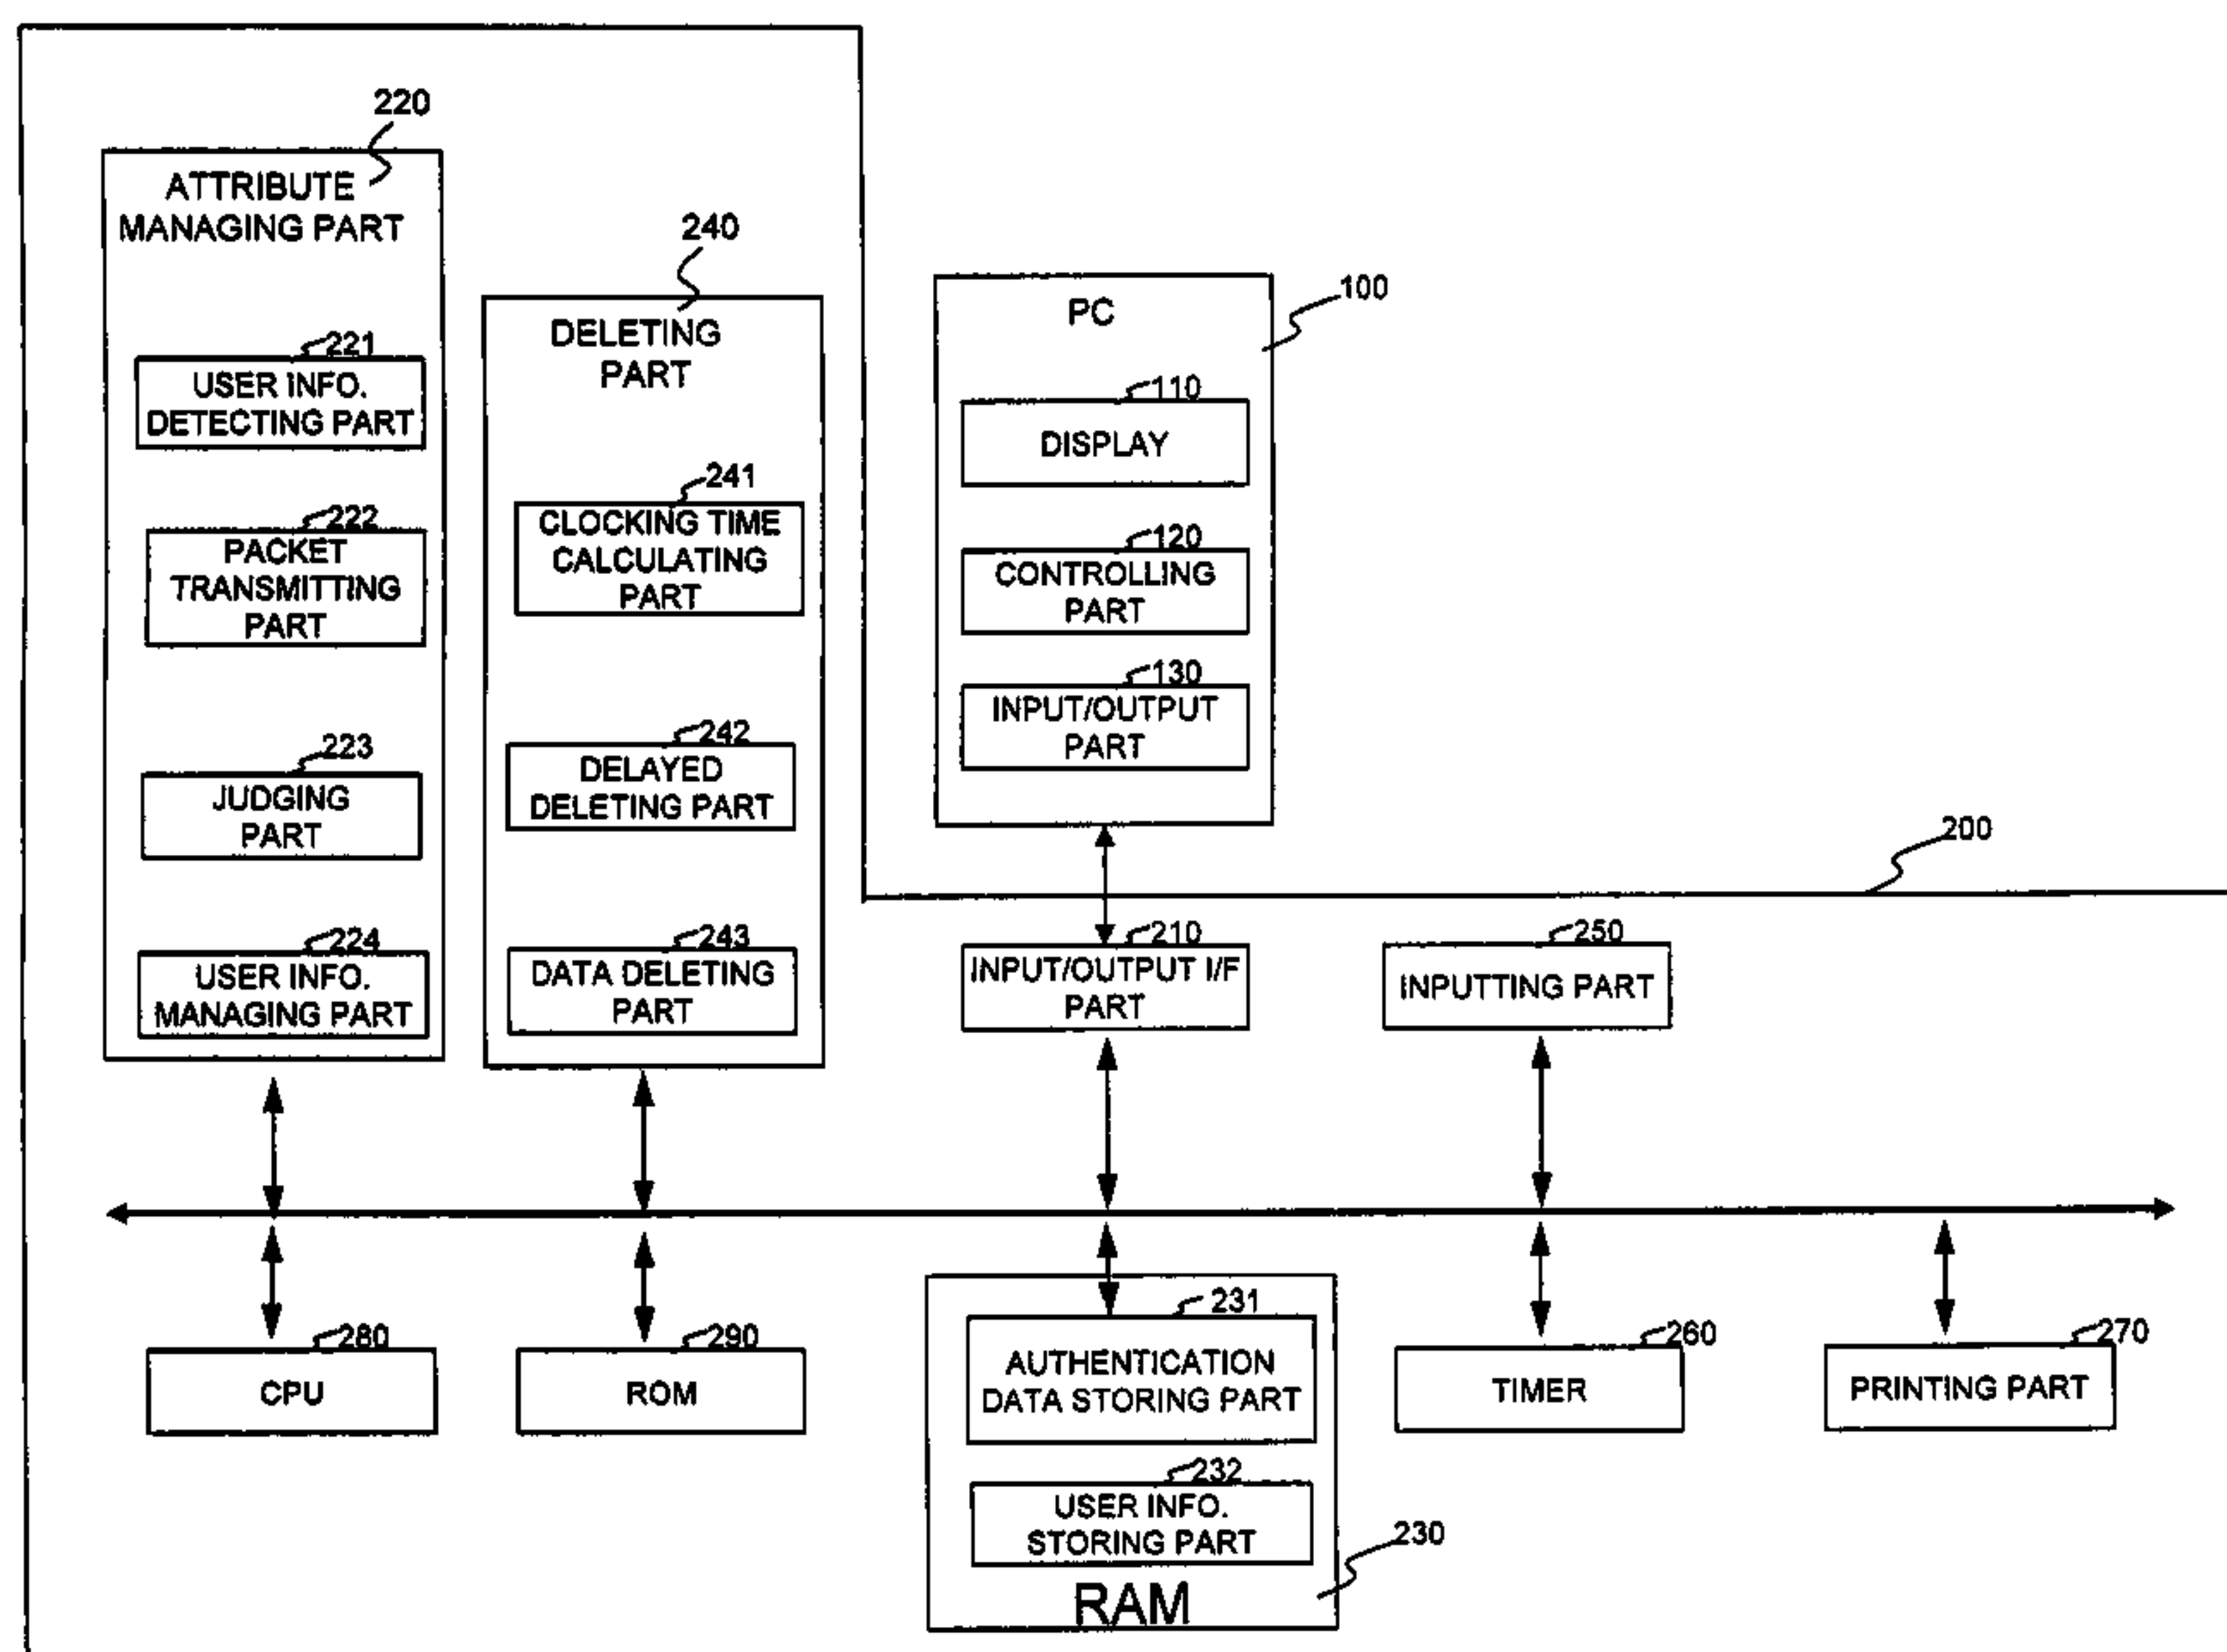 220
ATTRIBUTE
MANAGING PART
221
USER INFO.
DETECTING PART
222
PACKET
TRANSMITTING
PART
223
JUDGING
PART
224
USER INFO.
MANAGING PART
240
DELETING
PART
241
CLOCKING TIME
CALCULATING
PART
242
DELAYED
DELETING PART
243
DATA DELETING
PART
100
PC
110
DISPLAY
120
CONTROLLING
PART
130
INPUT/OUTPUT
PART
200
210
INPUT/OUTPUT I/F
PART
250
INPUTTING PART
280
CPU
290
ROM
231
AUTHENTICATION
DATA STORING PART
232
USER INFO.
STORING PART
RAM
230
260
TIMER
270
PRINTING PART